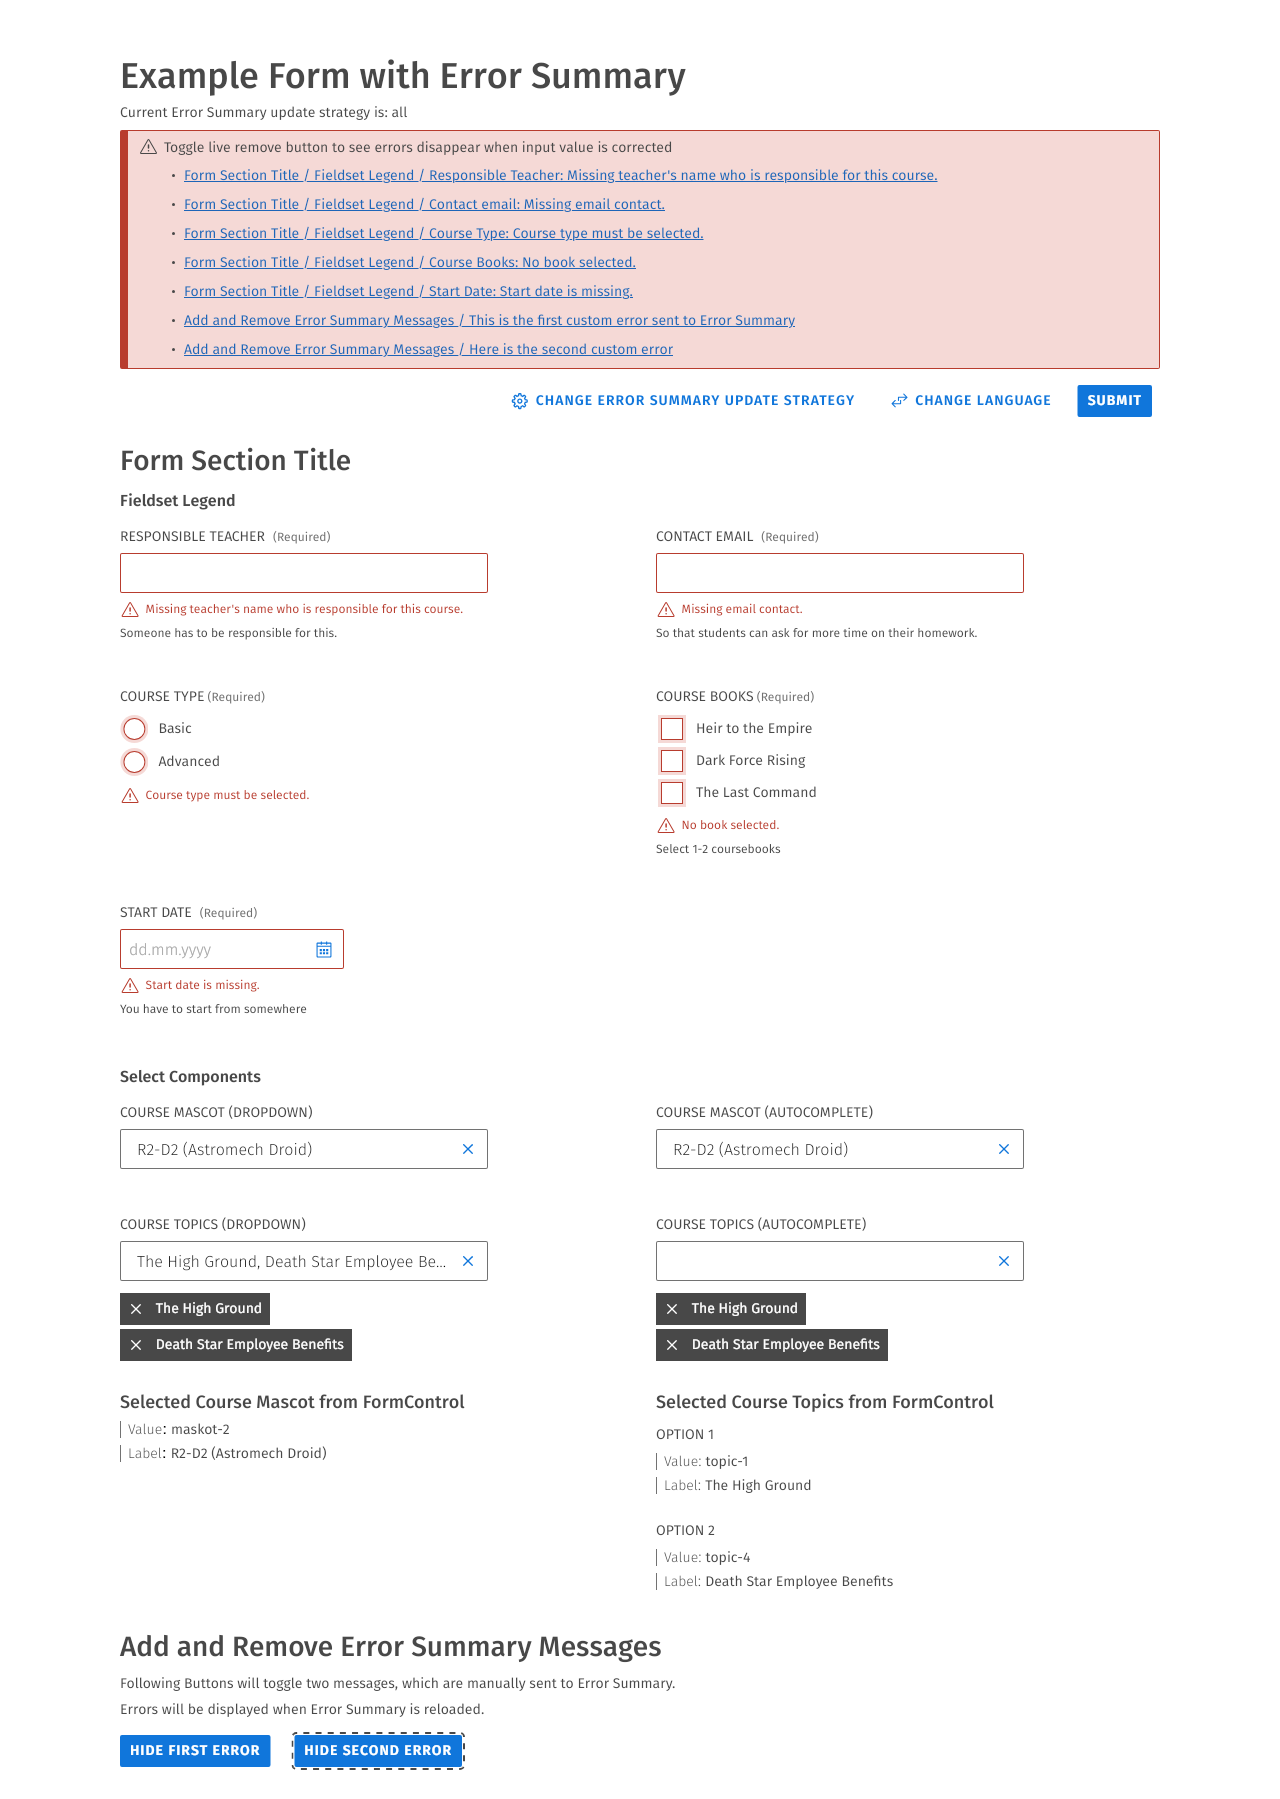 Example Form with Error Summary
Current Error Summary update strategy is: all
Toggle live remove button to see errors disappear when input value is corrected
• Form Section Title / Fieldset Legend / Responsible Teacher: Missing teacher's name who is responsible for this course.
• Form Section Title / Fieldset Legend / Contact email: Missing email contact.
• Form Section Title / Fieldset Legend / Course Type: Course type must be selected.
• Form Section Title / Fieldset Legend / Course Books: No book selected.
• Form Section Title / Fieldset Legend / Start Date: Start date is missing.
• Add and Remove Error Summary Messages / This is the first custom error sent to Error Summary
• Add and Remove Error Summary Messages / Here is the second custom error
CHANGE ERROR SUMMARY UPDATE STRATEGY CHANGE LANGUAGE SUBMIT
Form Section Title
Fieldset Legend
RESPONSIBLE TEACHER (Required)
Missing teacher's name who is responsible for this course.
Someone has to be responsible for this.
CONTACT EMAIL (Required)
Missing email contact.
So that students can ask for more time on their homework.
COURSE TYPE (Required)
Basic
Advanced
Course type must be selected.
COURSE BOOKS (Required)
Heir to the Empire
Dark Force Rising
The Last Command
No book selected.
Select 1-2 coursebooks
START DATE (Required)
dd.mm.yyyy
Start date is missing.
You have to start from somewhere
Select Components
COURSE MASCOT (DROPDOWN)
R2-D2 (Astromech Droid)
COURSE MASCOT (AUTOCOMPLETE)
R2-D2 (Astromech Droid)
COURSE TOPICS (DROPDOWN)
The High Ground, Death Star Employee Be...
The High Ground
Death Star Employee Benefits
COURSE TOPICS (AUTOCOMPLETE)
The High Ground
Death Star Employee Benefits
Selected Course Mascot from FormControl
Value: maskot-2
Label: R2-D2 (Astromech Droid)
Selected Course Topics from FormControl
OPTION 1
Value: topic-1
Label: The High Ground
OPTION 2
Value: topic-4
Label: Death Star Employee Benefits
Add and Remove Error Summary Messages
Following Buttons will toggle two messages, which are manually sent to Error Summary.
Errors will be displayed when Error Summary is reloaded.
HIDE FIRST ERROR HIDE SECOND ERROR